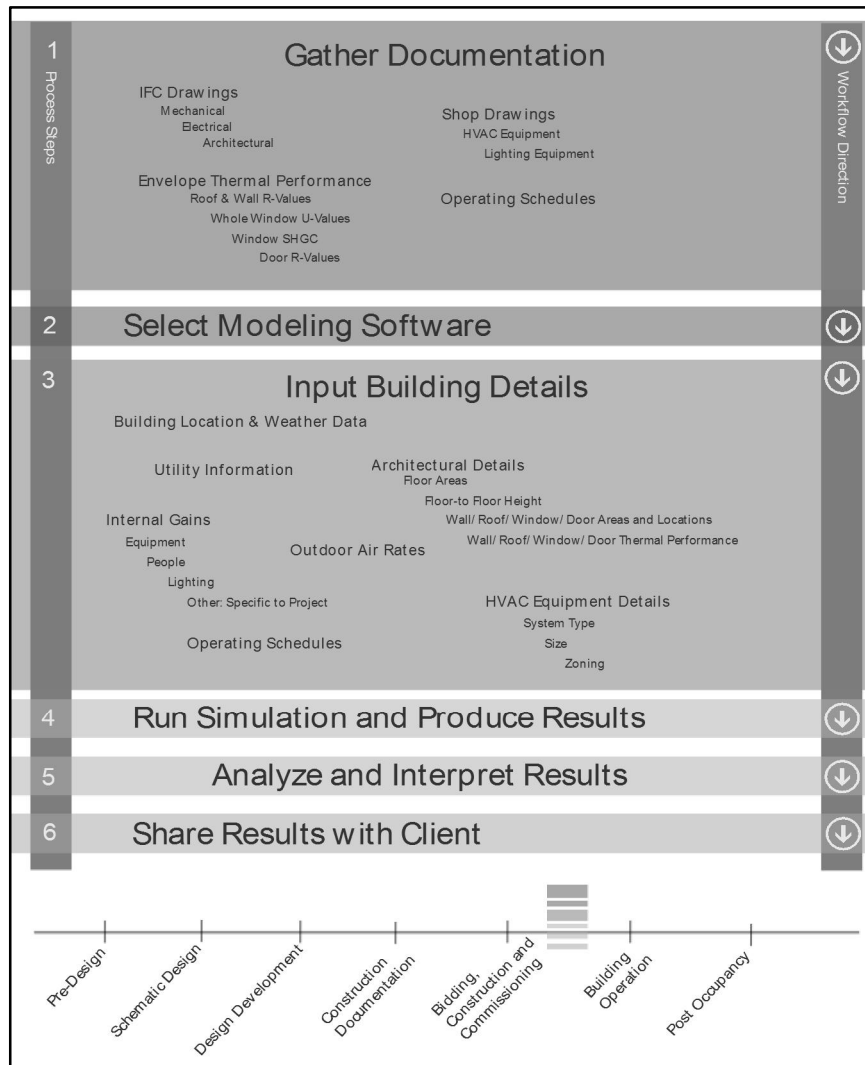 1
Process Steps
Gather Documentation
Workflow Direction
IFC Drawings
Mechanical
Electrical
Architectural
Shop Drawings
HVAC Equipment
Lighting Equipment
Envelope Thermal Performance
Roof & Wall R-Values
Whole Window U-Values
Window SHGC
Door R-Values
Operating Schedules
2
Select Modeling Software
3
Input Building Details
Building Location & Weather Data
Utility Information
Architectural Details
Floor Areas
Floor-to Floor Height
Wall/ Roof/ Window/ Door Areas and Locations
Wall/ Roof/ Window/ Door Thermal Performance
Internal Gains
Equipment
People
Lighting
Other: Specific to Project
Outdoor Air Rates
Operating Schedules
HVAC Equipment Details
System Type
Size
Zoning
4
Run Simulation and Produce Results
5
Analyze and Interpret Results
6
Share Results with Client
Pre-Design
Schematic Design
Design Development
Construction
Documentation
Bidding,
Construction and
Commissioning
Building
Operation
Post Occupancy